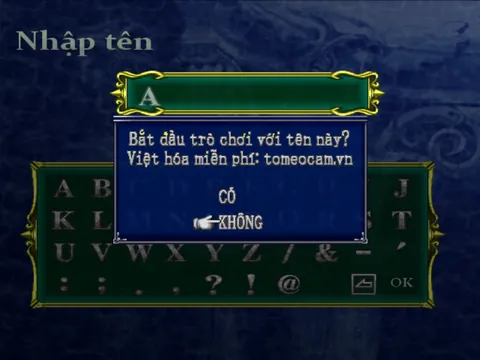 Nhập tên
A
Bắt đầu trò chơi với tên này?
Việt hóa miễn phí: tomeocam.vn
CÓ
KHÔNG
A B J
K L T
U V W X Y Z / & - '
: ; , . ? ! @ OK